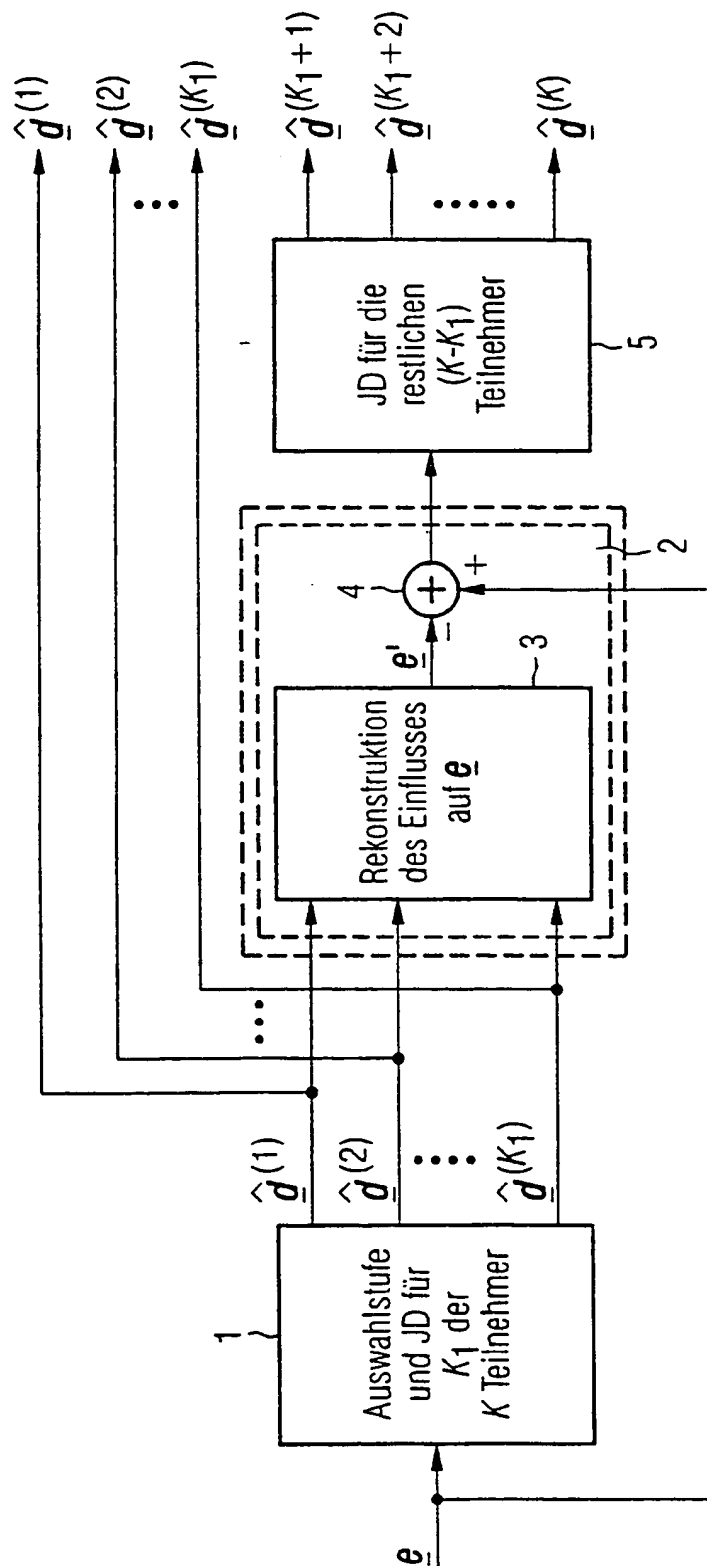 e
1
Auswahlstufe
und JD für
K₁ der
K Teilnehmer
d̂⁽¹⁾
d̂⁽²⁾
.....
d̂⁽ᴷ¹⁾
...
Rekonstruktion
des Einflusses
auf e
3
e'
−
+
4
+
2
JD für die
restlichen
(K-K₁)
Teilnehmer
5
d̂⁽¹⁾
d̂⁽²⁾
...
d̂^(K₁)
d̂^(K₁+1)
d̂^(K₁+2)
.....
d̂^(K)